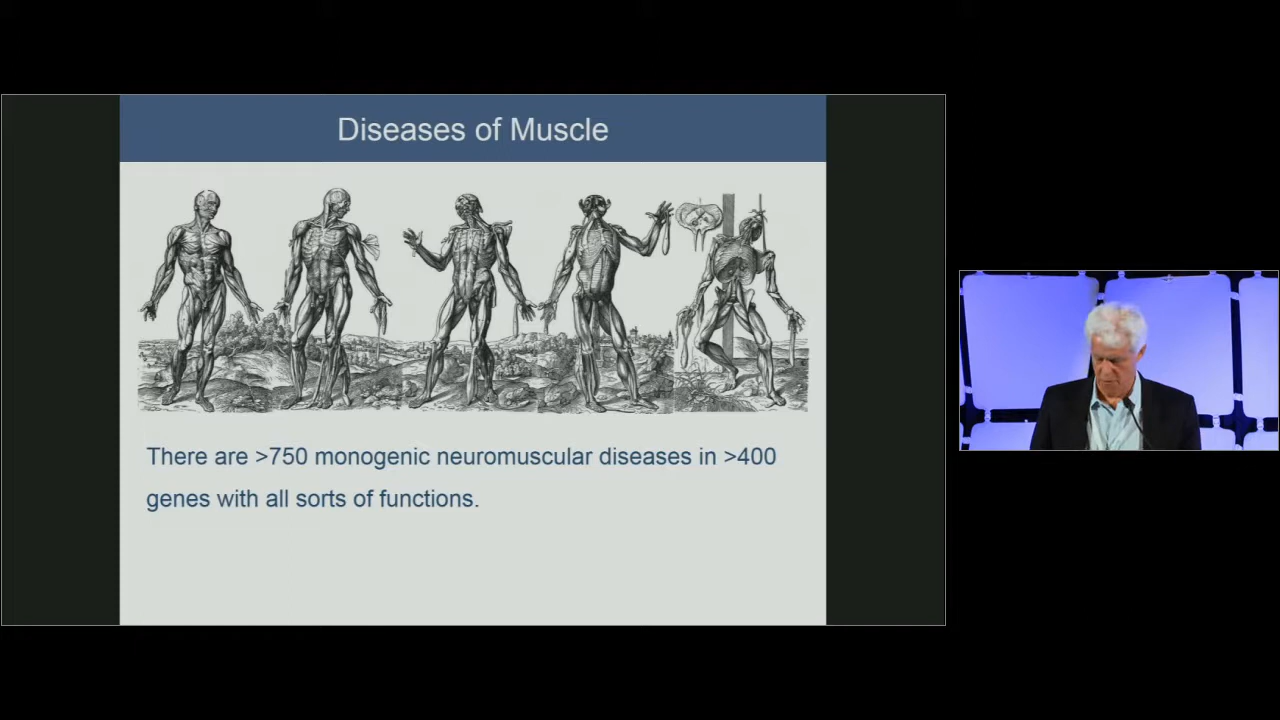 Diseases of Muscle
There are >750 monogenic neuromuscular diseases in >400
genes with all sorts of functions.